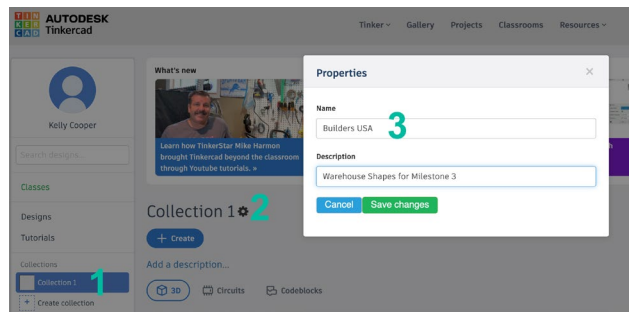 TIN
KER
CAD
AUTODESK
Tinkercad
Tinker
Gallery
Projects
Classrooms
Resources
Kelly Cooper
Search designs...
Classes
Designs
Tutorials
Collections
Collection 1
1
+ Create collection
What's new
Learn how TinkerStar Mike Harmon
brought Tinkercad beyond the classroom
through Youtube tutorials. »
Collection 1
2
+ Create
Add a description...
3D
Circuits
Codeblocks
Properties
×
Name
Builders USA
3
Description
Warehouse Shapes for Milestone 3
Cancel
Save changes